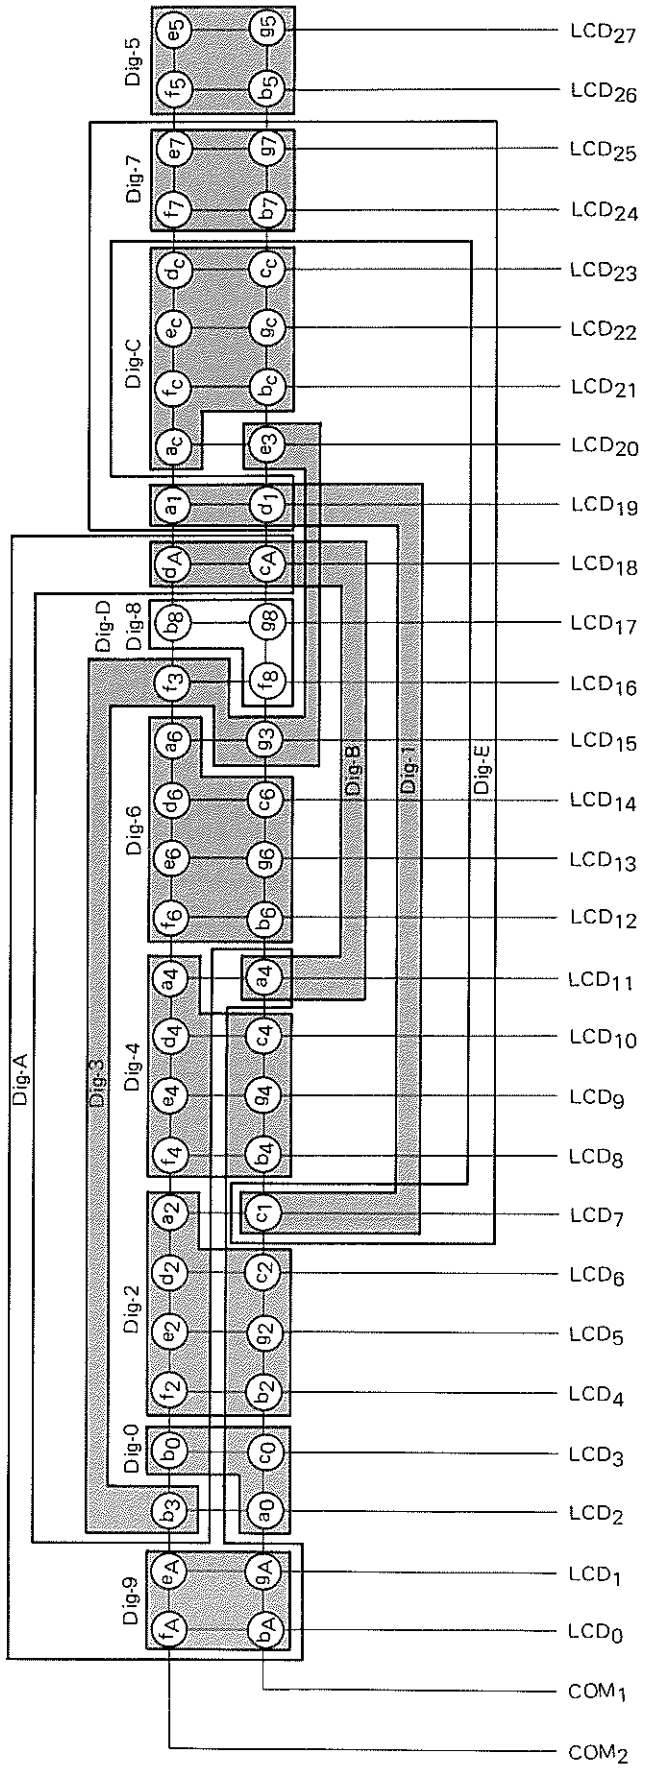 Dig-5 e5 g5 LCD27
f5 b5 LCD26
Dig-7 e7 g7 LCD25
f7 b7 LCD24
Dig-C dC cC LCD23
eC gC LCD22
fC bC LCD21
aC e3 LCD20
a1 d1 LCD19
dA cA LCD18
Dig-D Dig-8 b8 g8 LCD17
f3 f8 LCD16
a6 g3 LCD15
Dig-B Dig-1 Dig-E
Dig-6 d6 c6 LCD14
e6 g6 LCD13
f6 b6 LCD12
a4 a4 LCD11
Dig-A Dig-3 Dig-4 d4 c4 LCD10
e4 g4 LCD9
f4 b4 LCD8
a2 c1 LCD7
Dig-2 d2 c2 LCD6
e2 g2 LCD5
f2 b2 LCD4
Dig-0 b0 c0 LCD3
b3 a0 LCD2
Dig-9 eA gA LCD1
fA bA LCD0
COM1
COM2